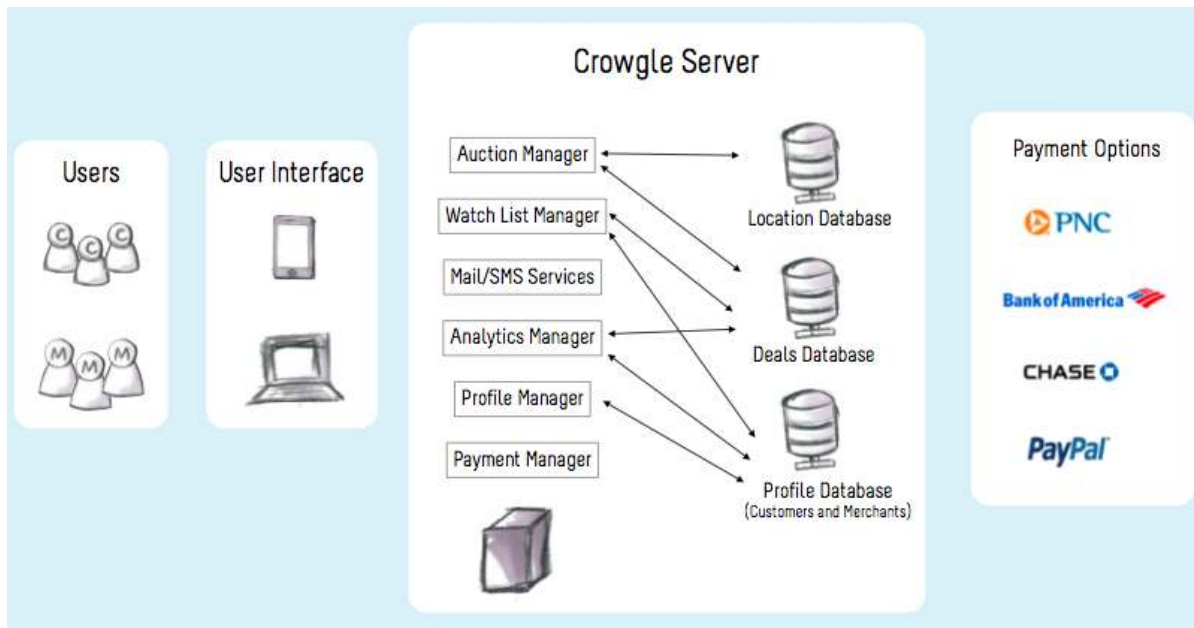 Crowgle Server
Users
C C C
M M M
User Interface
Auction Manager
Watch List Manager
Mail/SMS Services
Analytics Manager
Profile Manager
Payment Manager
Location Database
Deals Database
Profile Database
(Customers and Merchants)
Payment Options
PNC
Bank of America
CHASE
PayPal